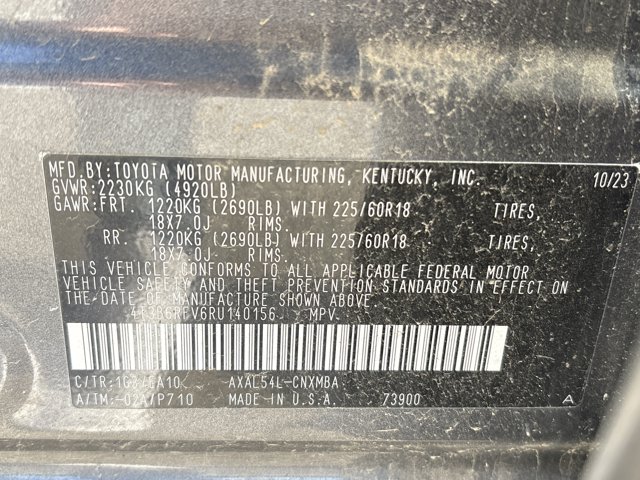 MFD.BY:TOYOTA MOTOR MANUFACTURING, KENTUCKY, INC. 10/23
GVWR:2230KG (4920LB)
GAWR:FRT. 1220KG (2690LB) WITH 225/60R18 TIRES,
18X7.0J RIMS.
RR. 1220KG (2690LB) WITH 225/60R18 TIRES,
18X7.0J RIMS.
THIS VEHICLE CONFORMS TO ALL APPLICABLE FEDERAL MOTOR
VEHICLE SAFETY AND THEFT PREVENTION STANDARDS IN EFFECT ON
THE DATE OF MANUFACTURE SHOWN ABOVE.
4T3B6RFV6RU140156 MPV.
C/TR: AXAL54L-CNXMBA
A/TM:-02A/P710 MADE IN U.S.A. 73900 A